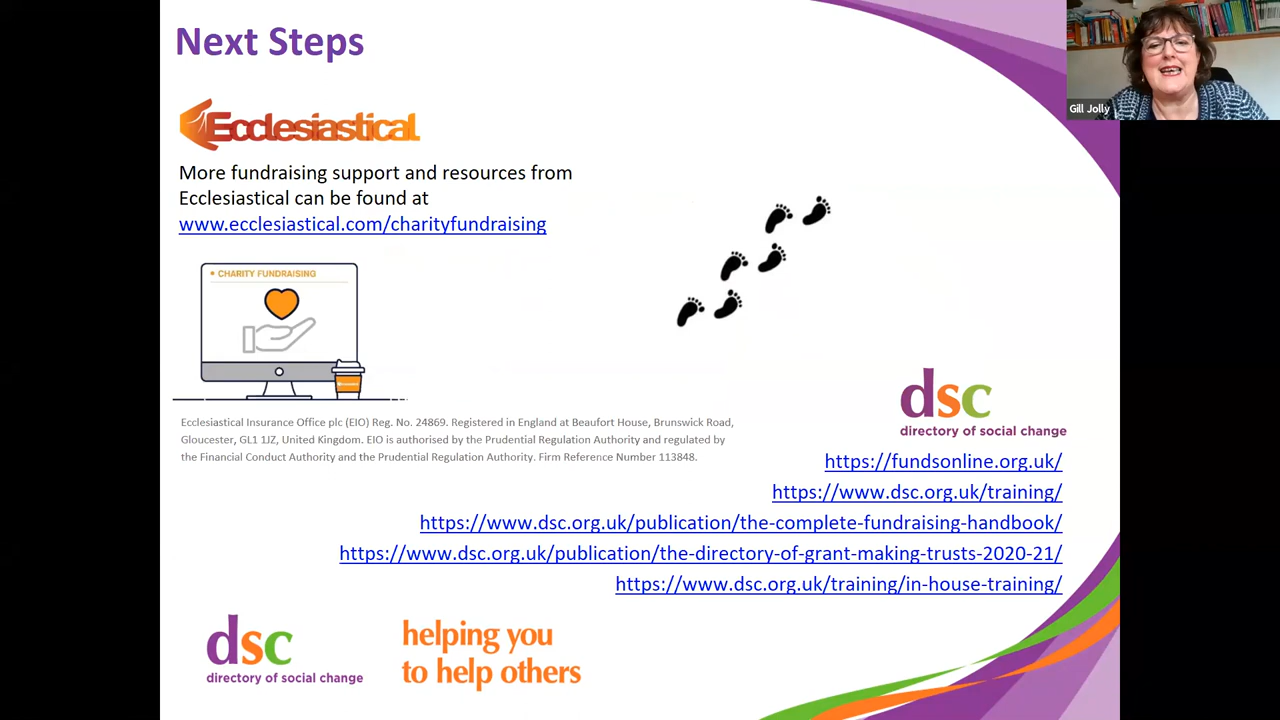 Next Steps
Gill Jolly
Ecclesiastical
More fundraising support and resources from
Ecclesiastical can be found at
www.ecclesiastical.com/charityfundraising
• CHARITY FUNDRAISING
Ecclesiastical Insurance Office plc (EIO) Reg. No. 24869. Registered in England at Beaufort House, Brunswick Road,
Gloucester, GL1 1JZ, United Kingdom. EIO is authorised by the Prudential Regulation Authority and regulated by
the Financial Conduct Authority and the Prudential Regulation Authority. Firm Reference Number 113848.
dsc
directory of social change
https://fundsonline.org.uk/
https://www.dsc.org.uk/training/
https://www.dsc.org.uk/publication/the-complete-fundraising-handbook/
https://www.dsc.org.uk/publication/the-directory-of-grant-making-trusts-2020-21/
https://www.dsc.org.uk/training/in-house-training/
dsc
directory of social change
helping you
to help others